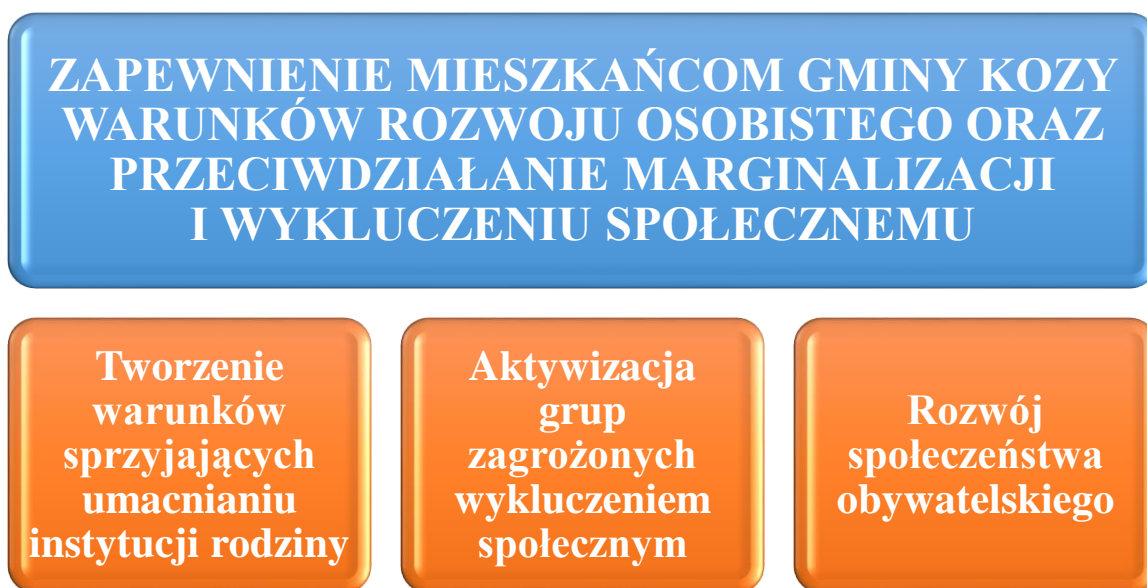 ZAPEWNIENIE MIESZKAŃCOM GMINY KOZY
WARUNKÓW ROZWOJU OSOBISTEGO ORAZ
PRZECIWDZIAŁANIE MARGINALIZACJI
I WYKLUCZENIU SPOŁECZNEMU
Tworzenie
warunków
sprzyjających
umacnianiu
instytucji rodziny
Aktywizacja
grup
zagrożonych
wykluczeniem
społecznym
Rozwój
społeczeństwa
obywatelskiego